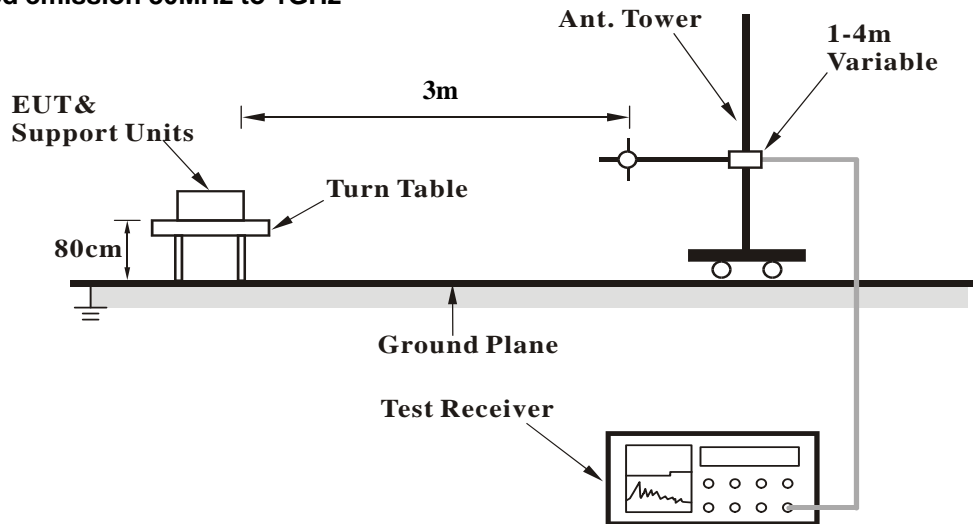 Ant. Tower
1-4m
Variable
3m
EUT&
Support Units
Turn Table
80cm
Ground Plane
Test Receiver